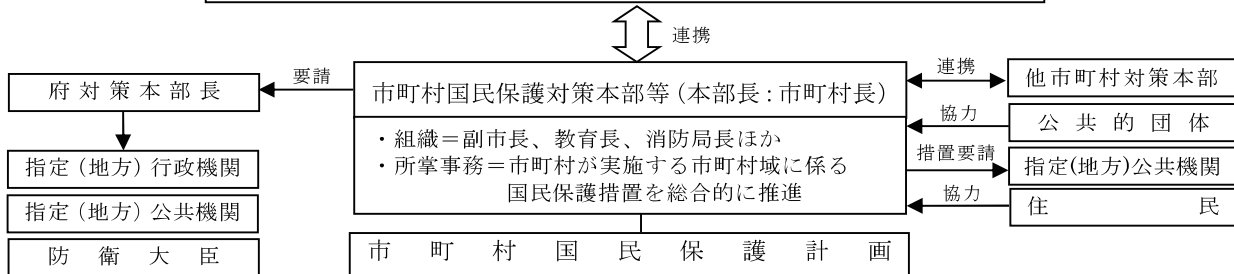 連携
要請
府対策本部長
指定(地方)行政機関
指定(地方)公共機関
防衛大臣
市町村国民保護対策本部等(本部長:市町村長)
・組織=副市長、教育長、消防局長ほか
・所掌事務=市町村が実施する市町村域に係る
国民保護措置を総合的に推進
市町村国民保護計画
連携
他市町村対策本部
協力
公共的団体
措置要請
指定(地方)公共機関
協力
住民